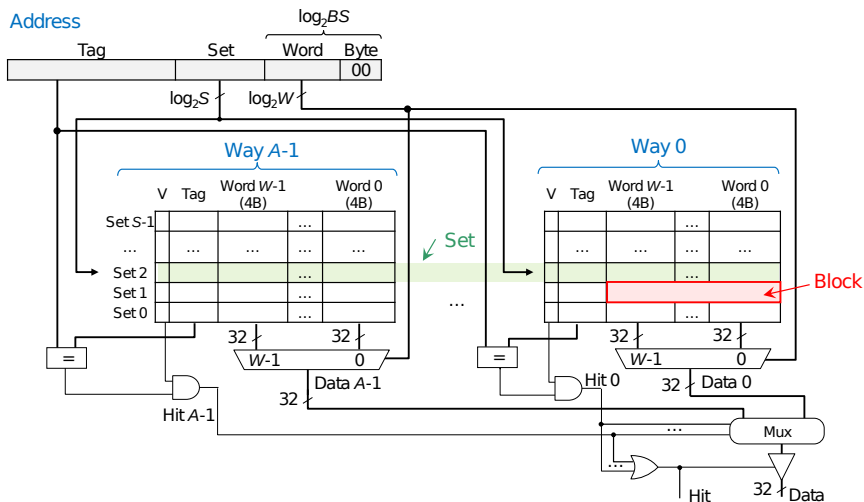 Address
log₂BS
Tag Set Word Byte
00
log₂S log₂W
Way A-1 Way 0
V Tag Word W-1 (4B) Word 0 (4B)
V Tag Word W-1 (4B) Word 0 (4B)
Set S-1 ... ...
... ... ... ... ... ... ... ... ...
Set
Set 2 ... ...
Set 1 ...
Block
...
Set 0
32 32 32 32
= W-1 0 = W-1 0
Data A-1 Hit 0 Data 0
32 32
Hit A-1
... Mux
...
32
Hit Data